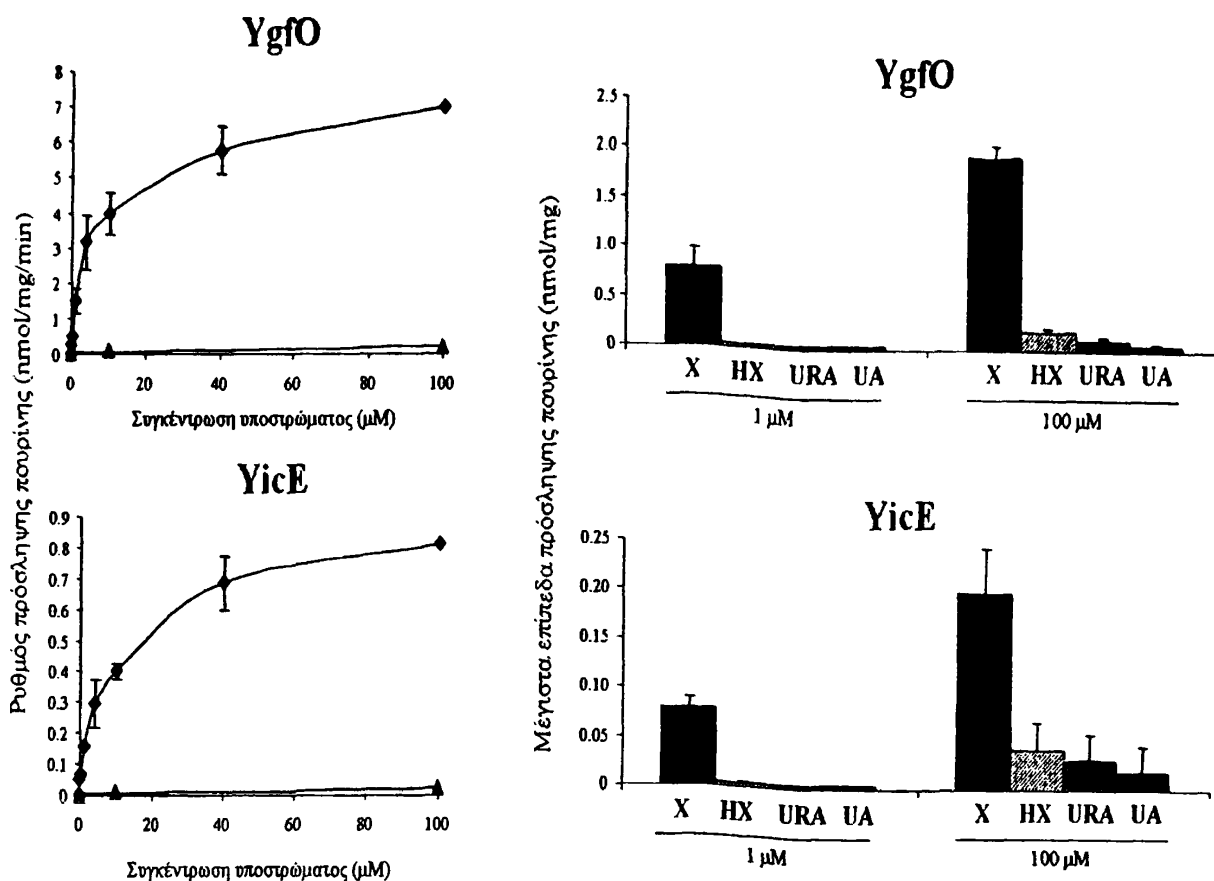 YgfO
8
7
6
5
4
3
2
1
0
0 20 40 60 80 100
Συγκέντρωση υποστρώματος (μM)
Ρυθμός πρόσληψης πουρίνης (nmol/mg/min)
YicE
0.9
0.8
0.7
0.6
0.5
0.4
0.3
0.2
0.1
0
0 20 40 60 80 100
Συγκέντρωση υποστρώματος (μM)
YgfO
2.5
2.0
1.5
1.0
0.5
0
X HX URA UA X HX URA UA
1 μM 100 μM
Μέγιστα επίπεδα πρόσληψης πουρίνης (nmol/mg)
YicE
0.25
0.20
0.15
0.10
0.05
0
X HX URA UA X HX URA UA
1 μM 100 μM